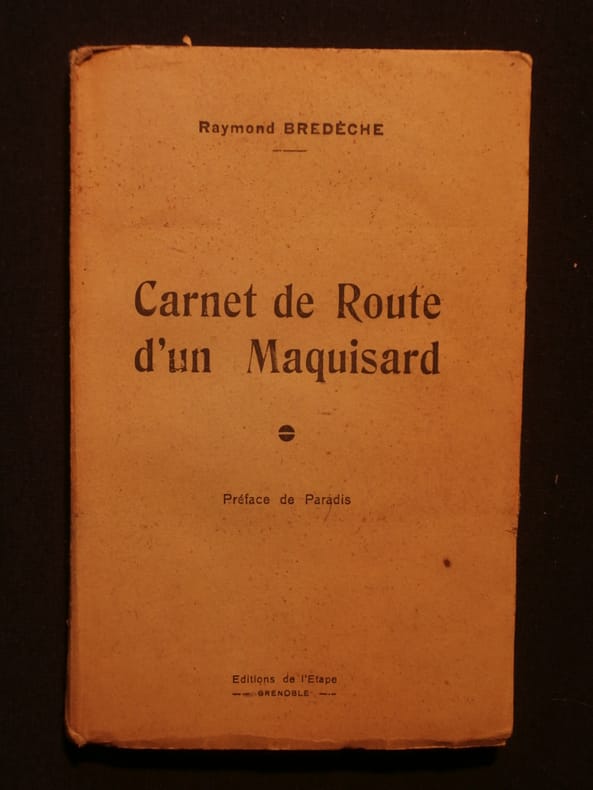 Raymond BREDÈCHE
Carnet de Route
d'un Maquisard
Préface de Paradis
Editions de l'Etape
GRENOBLE